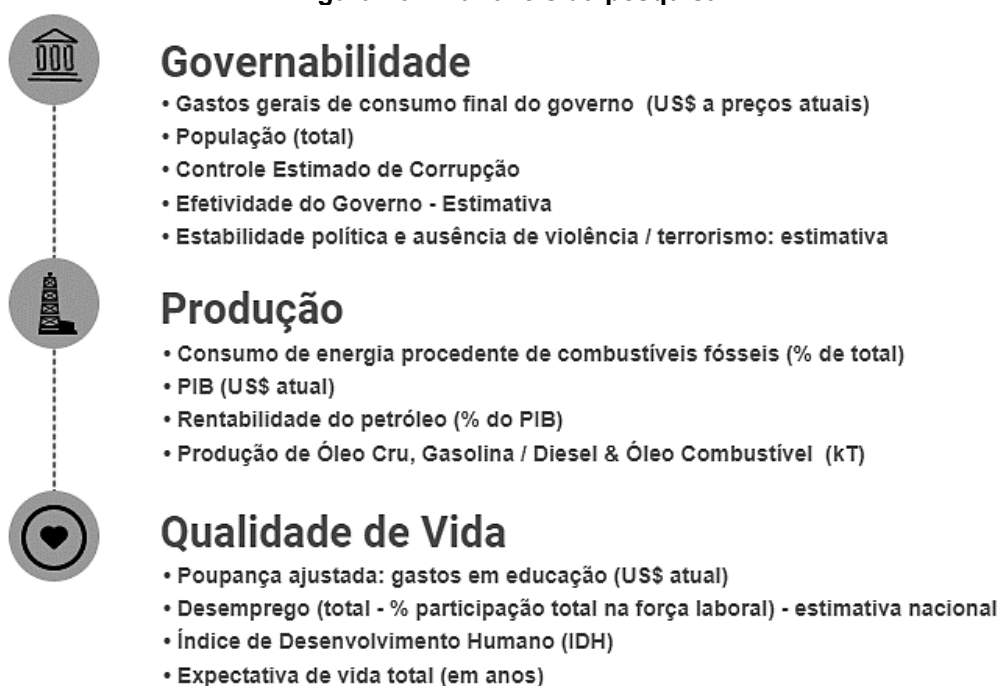 Governabilidade
• Gastos gerais de consumo final do governo (US$ a preços atuais)
• População (total)
• Controle Estimado de Corrupção
• Efetividade do Governo - Estimativa
• Estabilidade política e ausência de violência / terrorismo: estimativa
Produção
• Consumo de energia procedente de combustíveis fósseis (% de total)
• PIB (US$ atual)
• Rentabilidade do petróleo (% do PIB)
• Produção de Óleo Cru, Gasolina / Diesel & Óleo Combustível (kT)
Qualidade de Vida
• Poupança ajustada: gastos em educação (US$ atual)
• Desemprego (total - % participação total na força laboral) - estimativa nacional
• Índice de Desenvolvimento Humano (IDH)
• Expectativa de vida total (em anos)